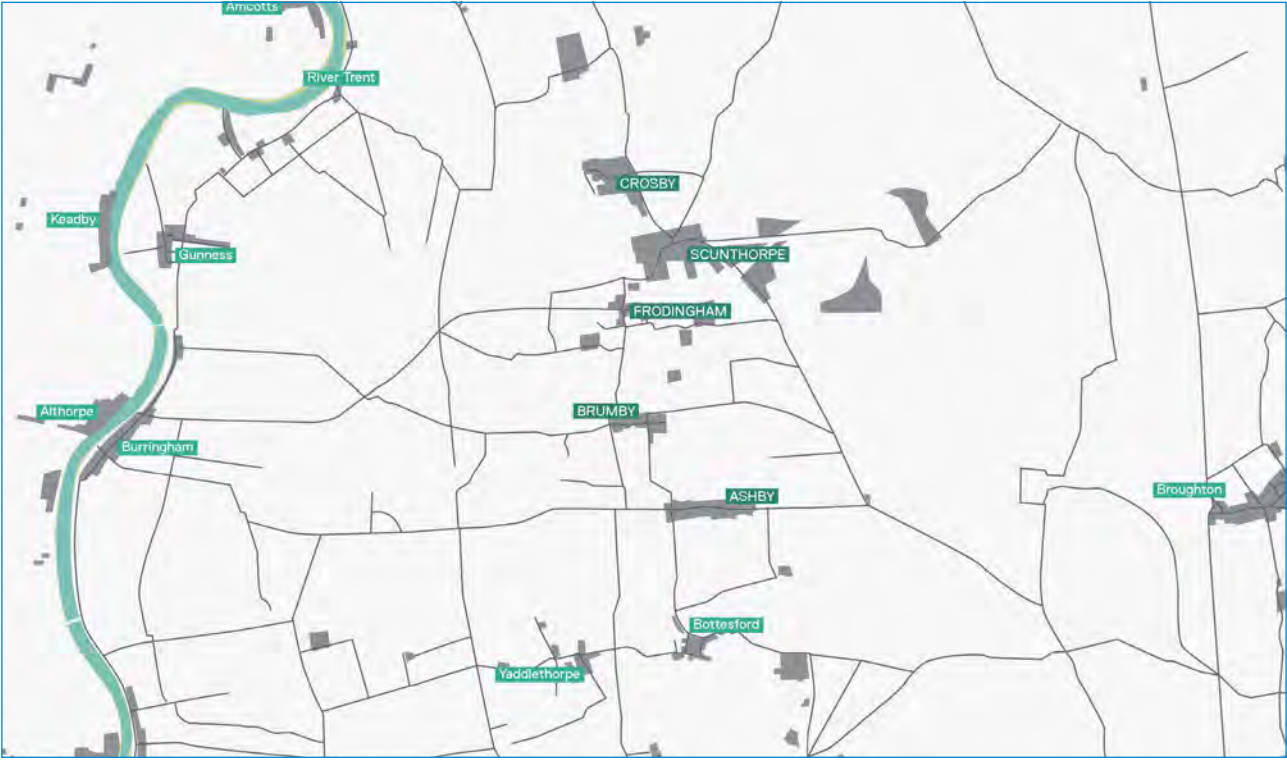 Amcotts
River Trent
CROSBY
Keadby
Gunness
SCUNTHORPE
FRODINGHAM
Althorpe
BRUMBY
Burringham
Broughton
ASHBY
Bottesford
Yaddlethorpe